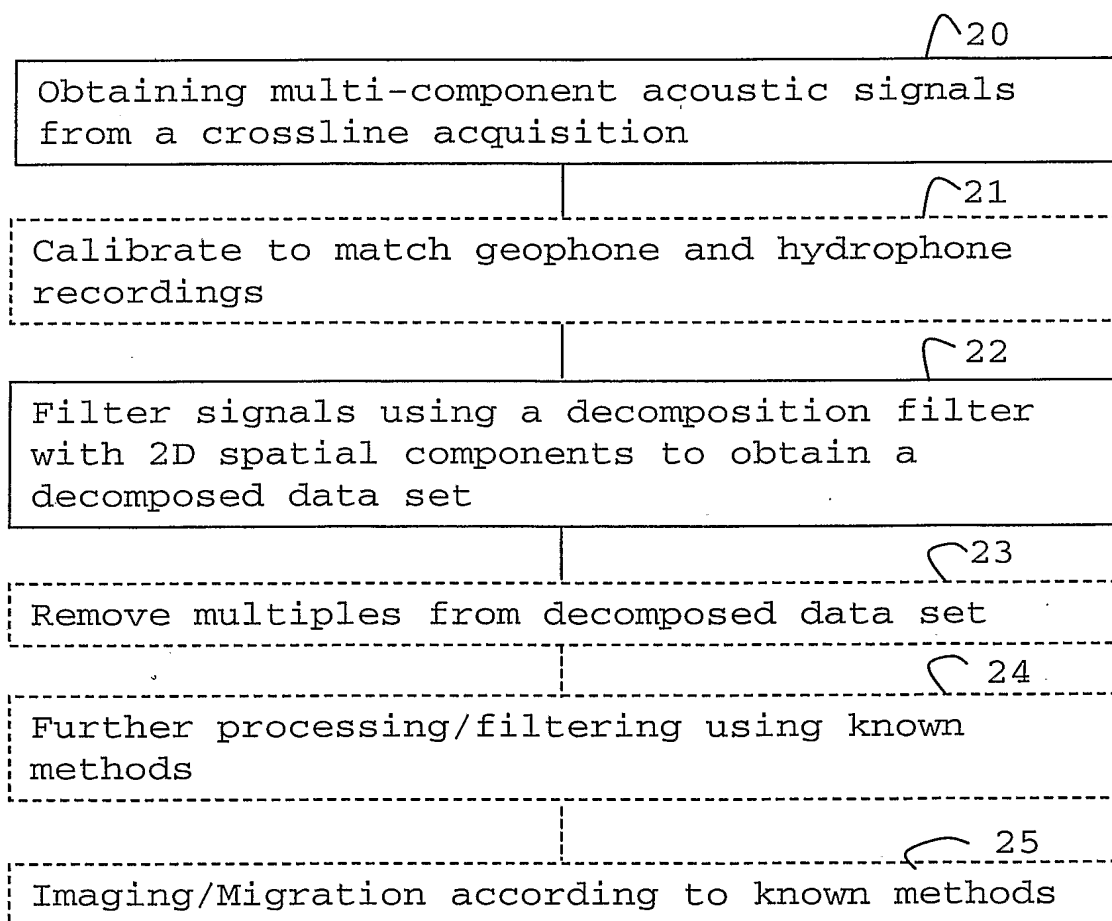 20
Obtaining multi-component acoustic signals
from a crossline acquisition
21
Calibrate to match geophone and hydrophone
recordings
22
Filter signals using a decomposition filter
with 2D spatial components to obtain a
decomposed data set
23
Remove multiples from decomposed data set
24
Further processing/filtering using known
methods
25
Imaging/Migration according to known methods